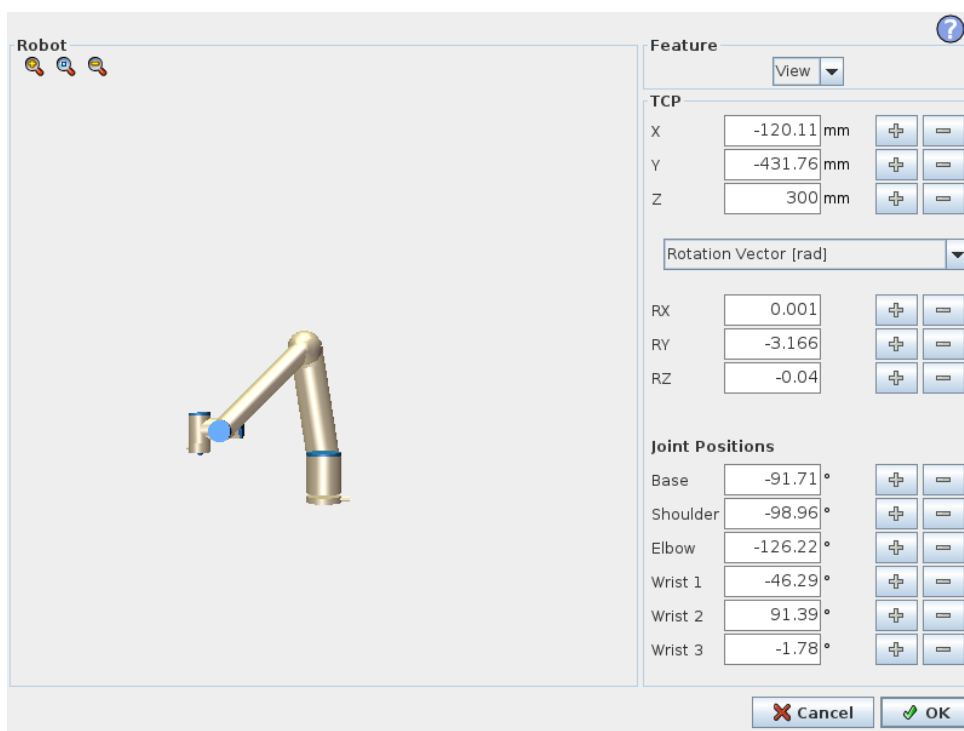 ?
Robot
Feature
View
TCP
X -120.11 mm
Y -431.76 mm
Z 300 mm
Rotation Vector [rad]
RX 0.001
RY -3.166
RZ -0.04
Joint Positions
Base -91.71 °
Shoulder -98.96 °
Elbow -126.22 °
Wrist 1 -46.29 °
Wrist 2 91.39 °
Wrist 3 -1.78 °
Cancel OK